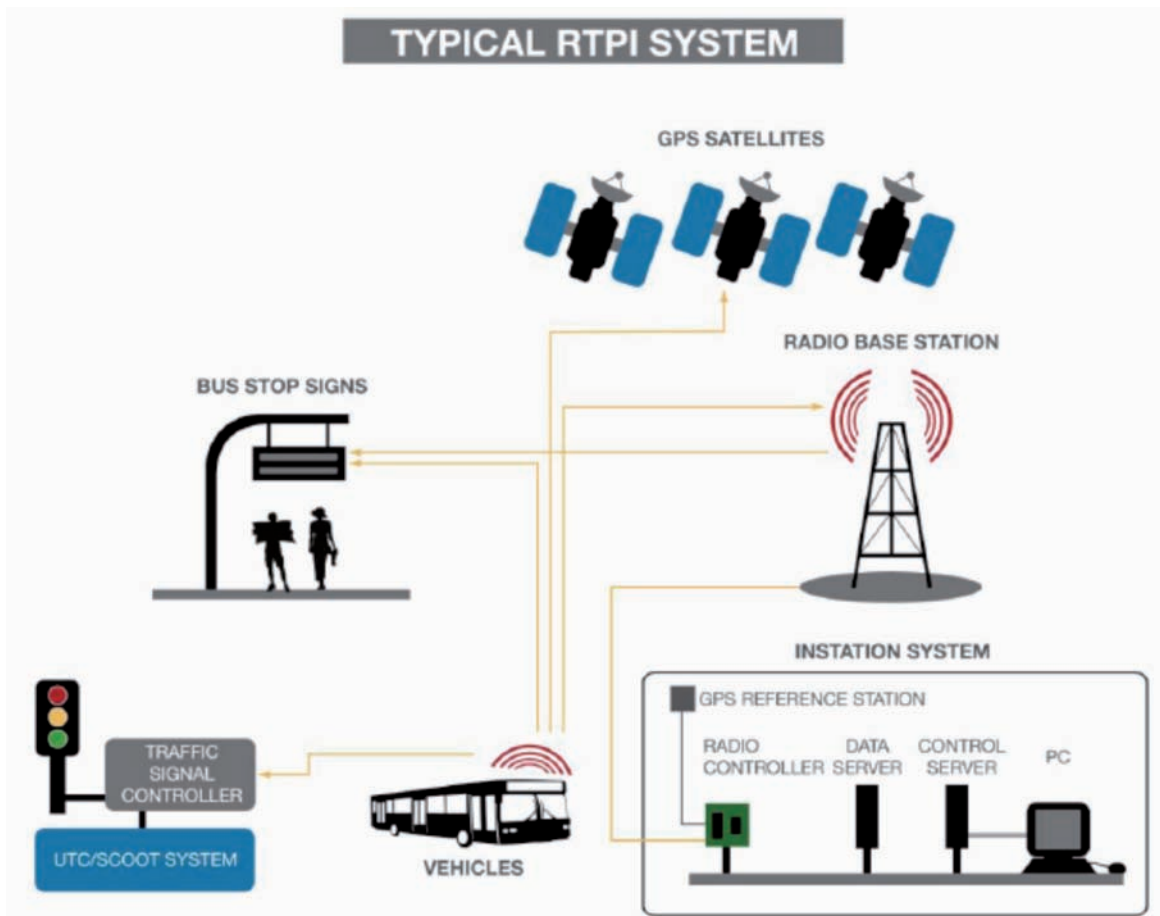 TYPICAL RTPI SYSTEM
GPS SATELLITES
RADIO BASE STATION
BUS STOP SIGNS
INSTATION SYSTEM
GPS REFERENCE STATION
RADIO
CONTROLLER
DATA
SERVER
CONTROL
SERVER
PC
TRAFFIC
SIGNAL
CONTROLLER
UTC/SCOOT SYSTEM
VEHICLES